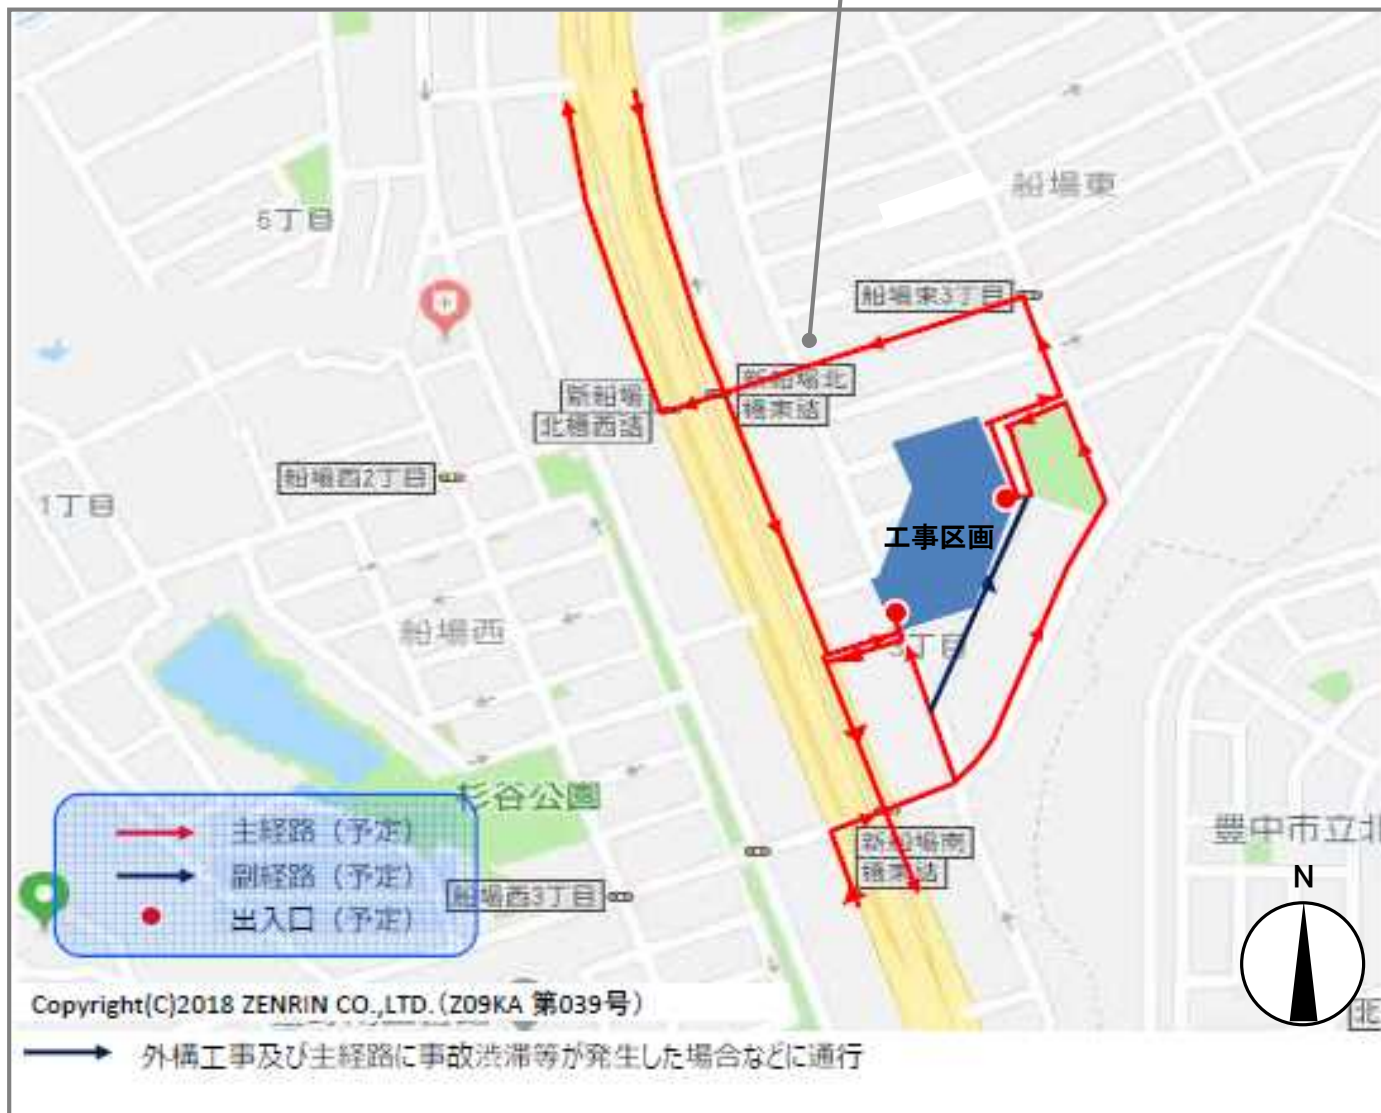 船場東
5丁目
船場東3丁目
新船場北
橋東詰
新船場
北橋西詰
船場西2丁目
1丁目
工事区画
船場西
3丁目
杉谷公園
主経路（予定）
副経路（予定）
出入口（予定）
新船場南
橋東詰
船場西3丁目
豊中市立北
N
北
Copyright(C)2018 ZENRIN CO.,LTD.（Z09KA 第039号）
外構工事及び主経路に事故渋滞等が発生した場合などに通行